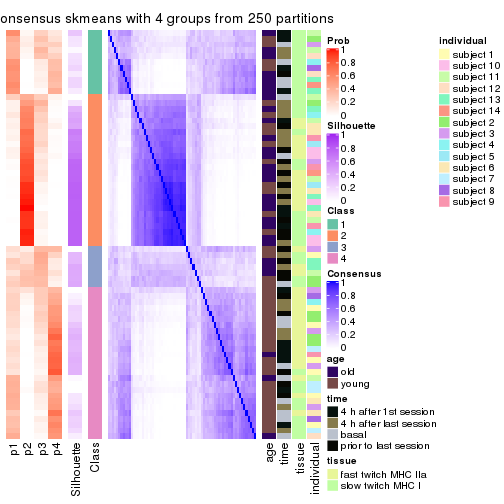 onsensus skmeans with 4 groups from 250 partitions
Prob
1
0.8
0.6
0.4
0.2
0
Silhouette
1
0.8
0.6
0.4
0.2
0
Class
1
2
3
4
Consensus
1
0.8
0.6
0.4
0.2
0
age
old
young
time
4 h after 1st session
4 h after last session
basal
prior to last session
tissue
fast twitch MHC IIa
slow twitch MHC I
individual
subject 1
subject 10
subject 11
subject 12
subject 13
subject 14
subject 2
subject 3
subject 4
subject 5
subject 6
subject 7
subject 8
subject 9
p1
p2
p3
p4
Silhouette
Class
age
time
tissue
individual